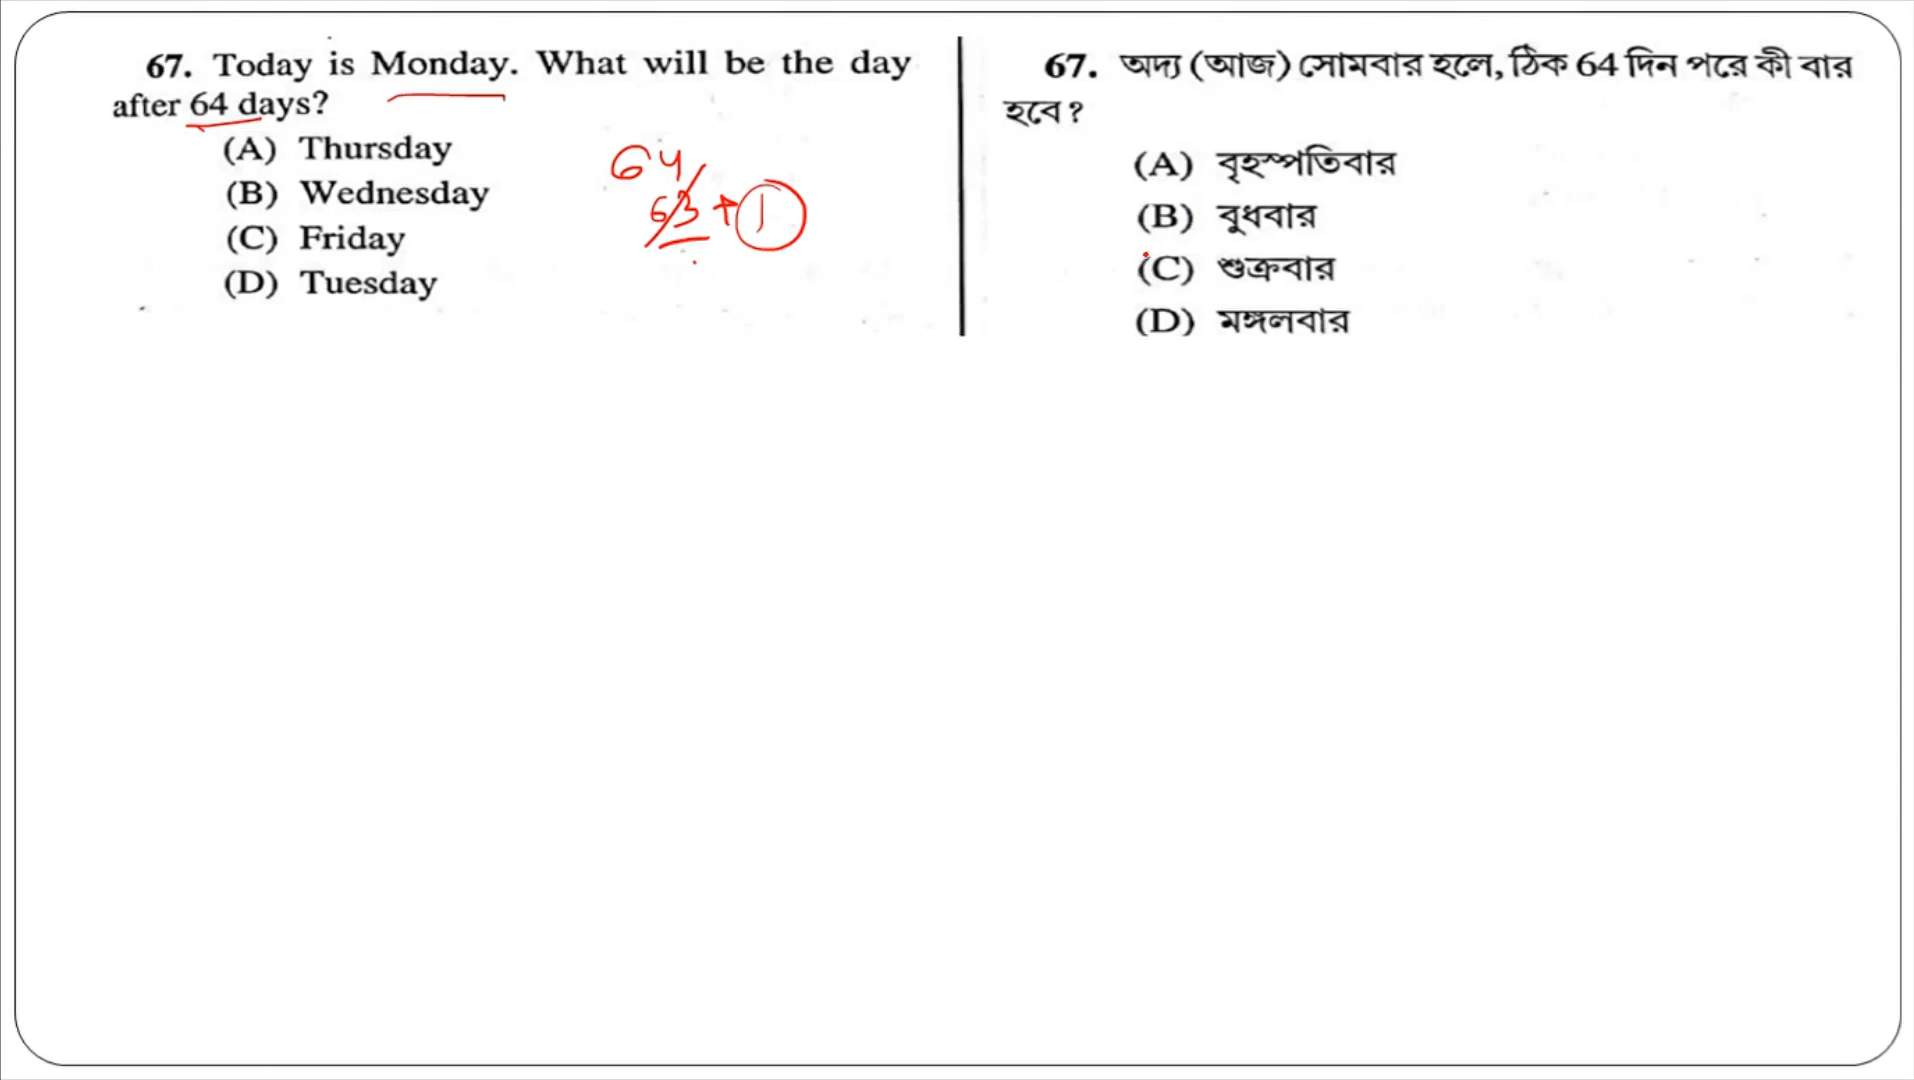 67. Today is Monday. What will be the day
after 64 days?
(A) Thursday
(B) Wednesday
(C) Friday
(D) Tuesday
64
63 + 1
67. অদ্য (আজ) সোমবার হলে, ঠিক 64 দিন পরে কী বার
হবে ?
(A) বৃহস্পতিবার
(B) বুধবার
(C) শুক্রবার
(D) মঙ্গলবার